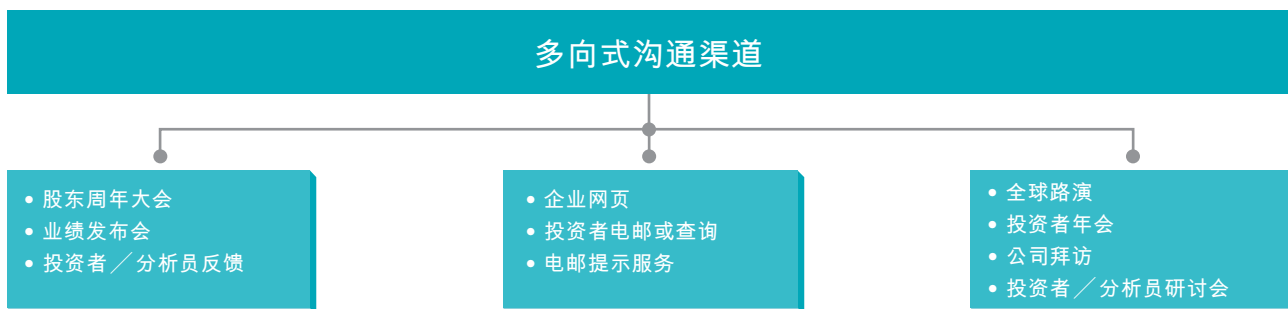 多向式沟通渠道
• 股东周年大会
• 业绩发布会
• 投资者／分析员反馈
• 企业网页
• 投资者电邮或查询
• 电邮提示服务
• 全球路演
• 投资者年会
• 公司拜访
• 投资者／分析员研讨会